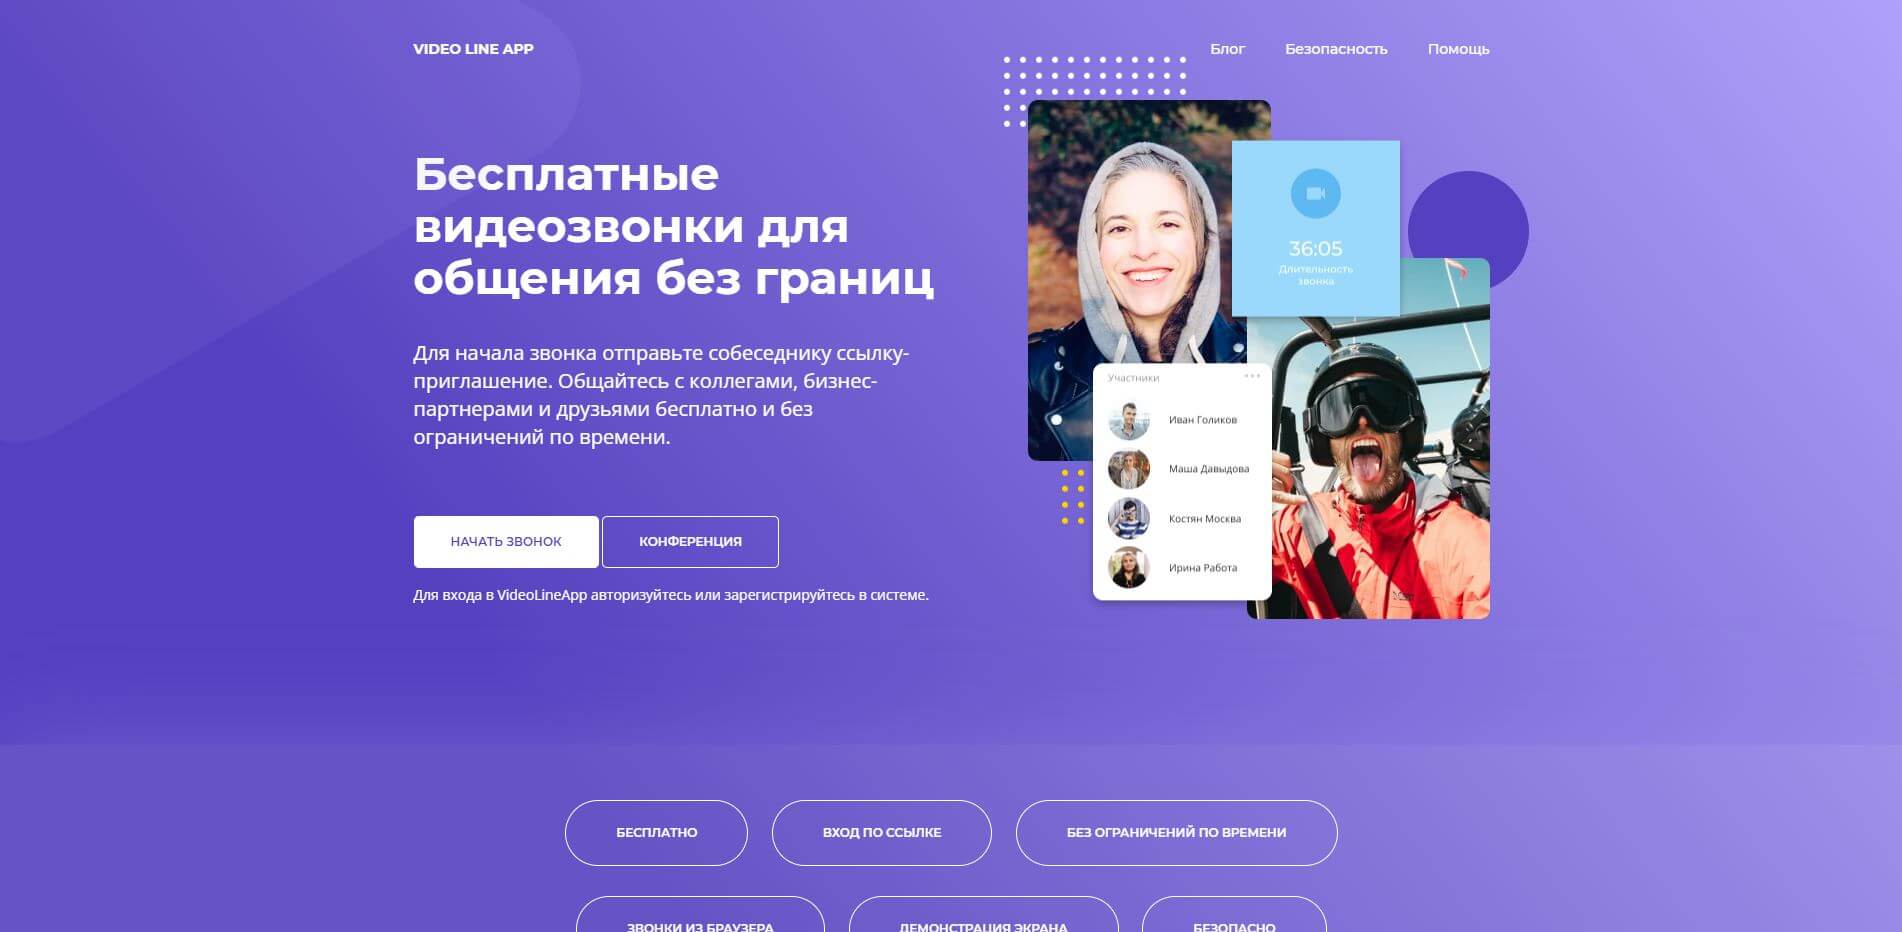 VIDEO LINE APP
Блог Безопасность Помощь
Бесплатные
видеозвонки для
общения без границ
Для начала звонка отправьте собеседнику ссылку-
приглашение. Общайтесь с коллегами, бизнес-
партнерами и друзьями бесплатно и без
ограничений по времени.
НАЧАТЬ ЗВОНОК КОНФЕРЕНЦИЯ
Для входа в VideoLineApp авторизуйтесь или зарегистрируйтесь в системе.
36:05
Длительность
звонка
Участники
Иван Голиков
Маша Давыдова
Костян Москва
Ирина Работа
БЕСПЛАТНО ВХОД ПО ССЫЛКЕ БЕЗ ОГРАНИЧЕНИЙ ПО ВРЕМЕНИ
ЗВОНКИ ИЗ БРАУЗЕРА ДЕМОНСТРАЦИЯ ЭКРАНА БЕЗОПАСНО